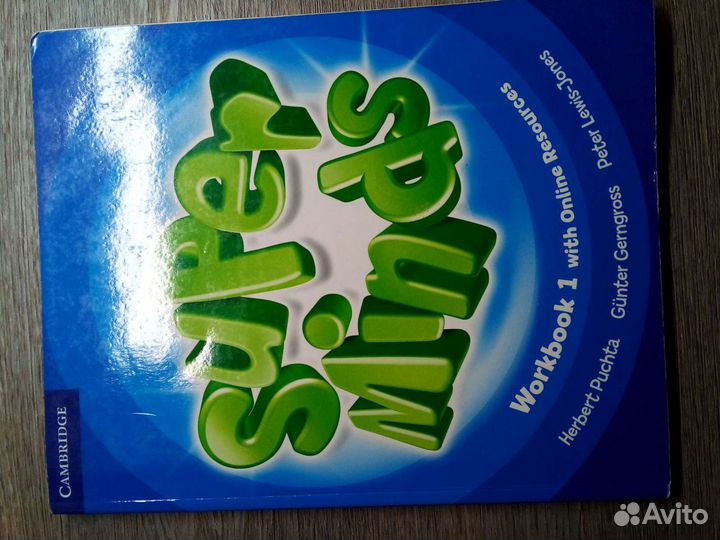 CAMBRIDGE
Super
Minds
Workbook 1 with Online Resources
Herbert Puchta Günter Gerngross Peter Lewis-Jones
Avito